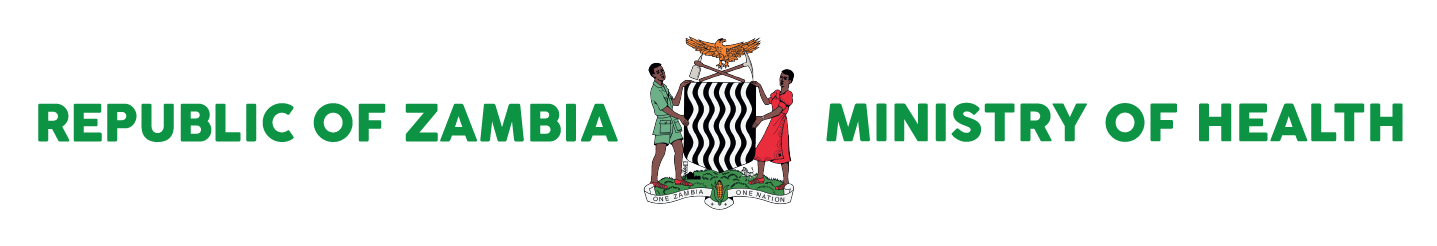 REPUBLIC OF ZAMBIA MINISTRY OF HEALTH
ONE ZAMBIA ONE NATION